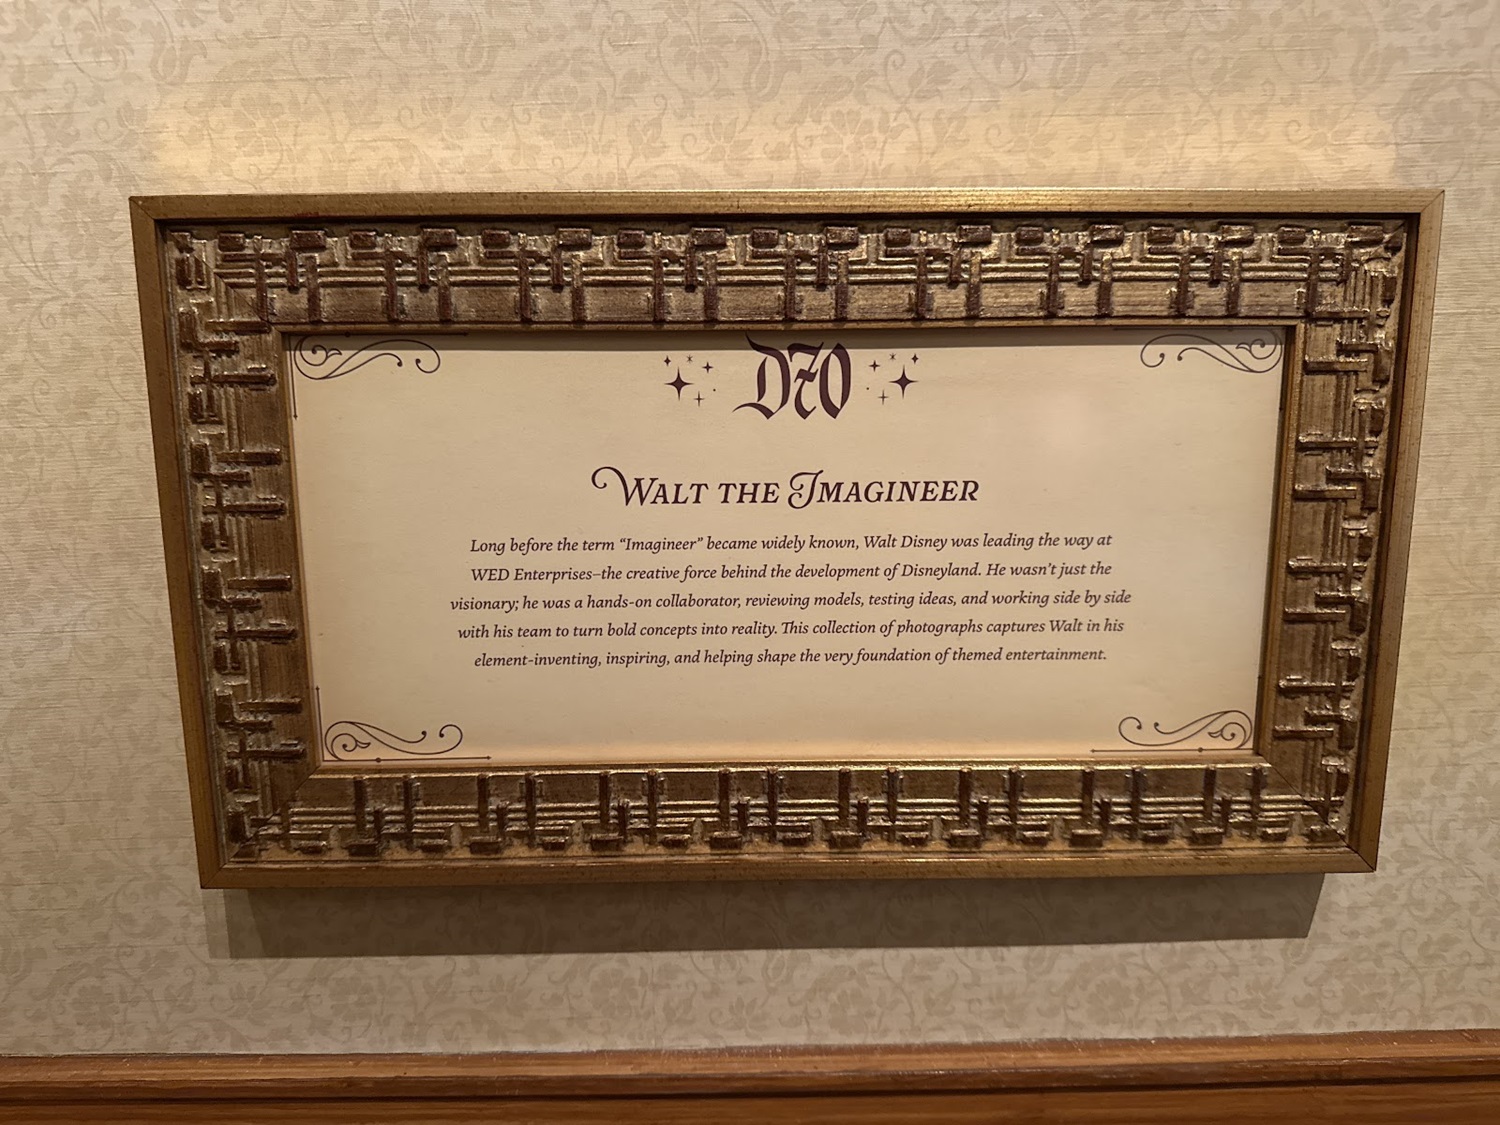 D70
Walt the Imagineer
Long before the term “Imagineer” became widely known, Walt Disney was leading the way at
WED Enterprises–the creative force behind the development of Disneyland. He wasn’t just the
visionary; he was a hands-on collaborator, reviewing models, testing ideas, and working side by side
with his team to turn bold concepts into reality. This collection of photographs captures Walt in his
element-inventing, inspiring, and helping shape the very foundation of themed entertainment.